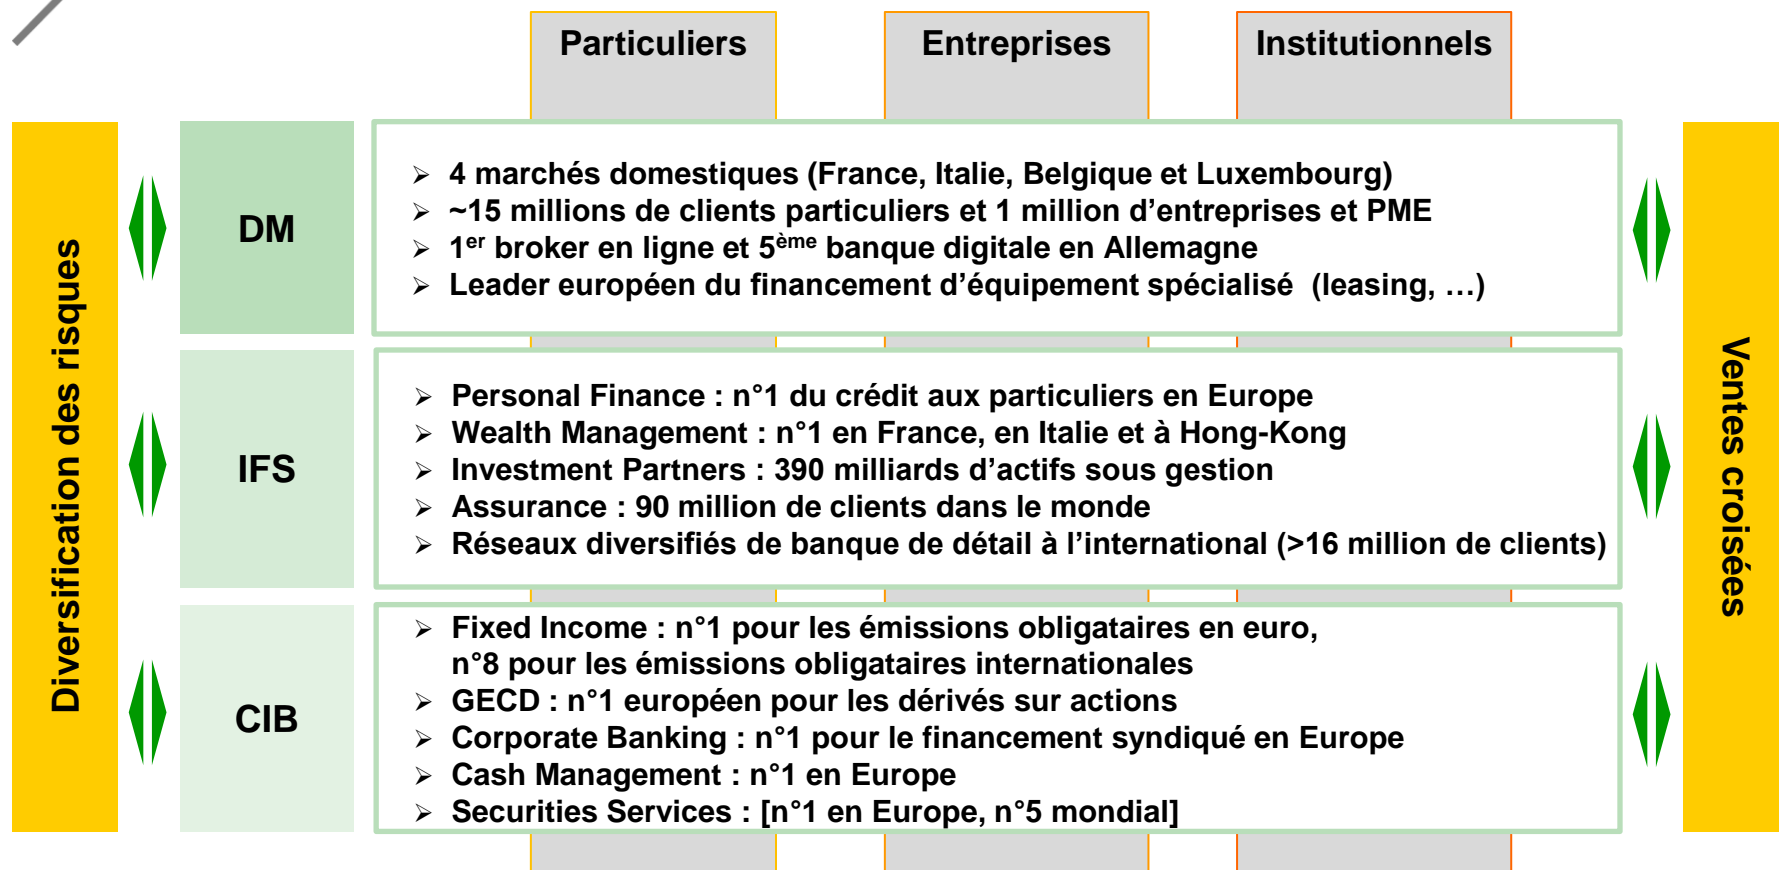 Particuliers Entreprises Institutionnels
Diversification des risques
DM
➢ 4 marchés domestiques (France, Italie, Belgique et Luxembourg)
➢ ~15 millions de clients particuliers et 1 million d’entreprises et PME
➢ 1er broker en ligne et 5ème banque digitale en Allemagne
➢ Leader européen du financement d’équipement spécialisé (leasing, …)
IFS
➢ Personal Finance : n°1 du crédit aux particuliers en Europe
➢ Wealth Management : n°1 en France, en Italie et à Hong-Kong
➢ Investment Partners : 390 milliards d’actifs sous gestion
➢ Assurance : 90 million de clients dans le monde
➢ Réseaux diversifiés de banque de détail à l’international (>16 million de clients)
CIB
➢ Fixed Income : n°1 pour les émissions obligataires en euro,
n°8 pour les émissions obligataires internationales
➢ GECD : n°1 européen pour les dérivés sur actions
➢ Corporate Banking : n°1 pour le financement syndiqué en Europe
➢ Cash Management : n°1 en Europe
➢ Securities Services : [n°1 en Europe, n°5 mondial]
Ventes croisées